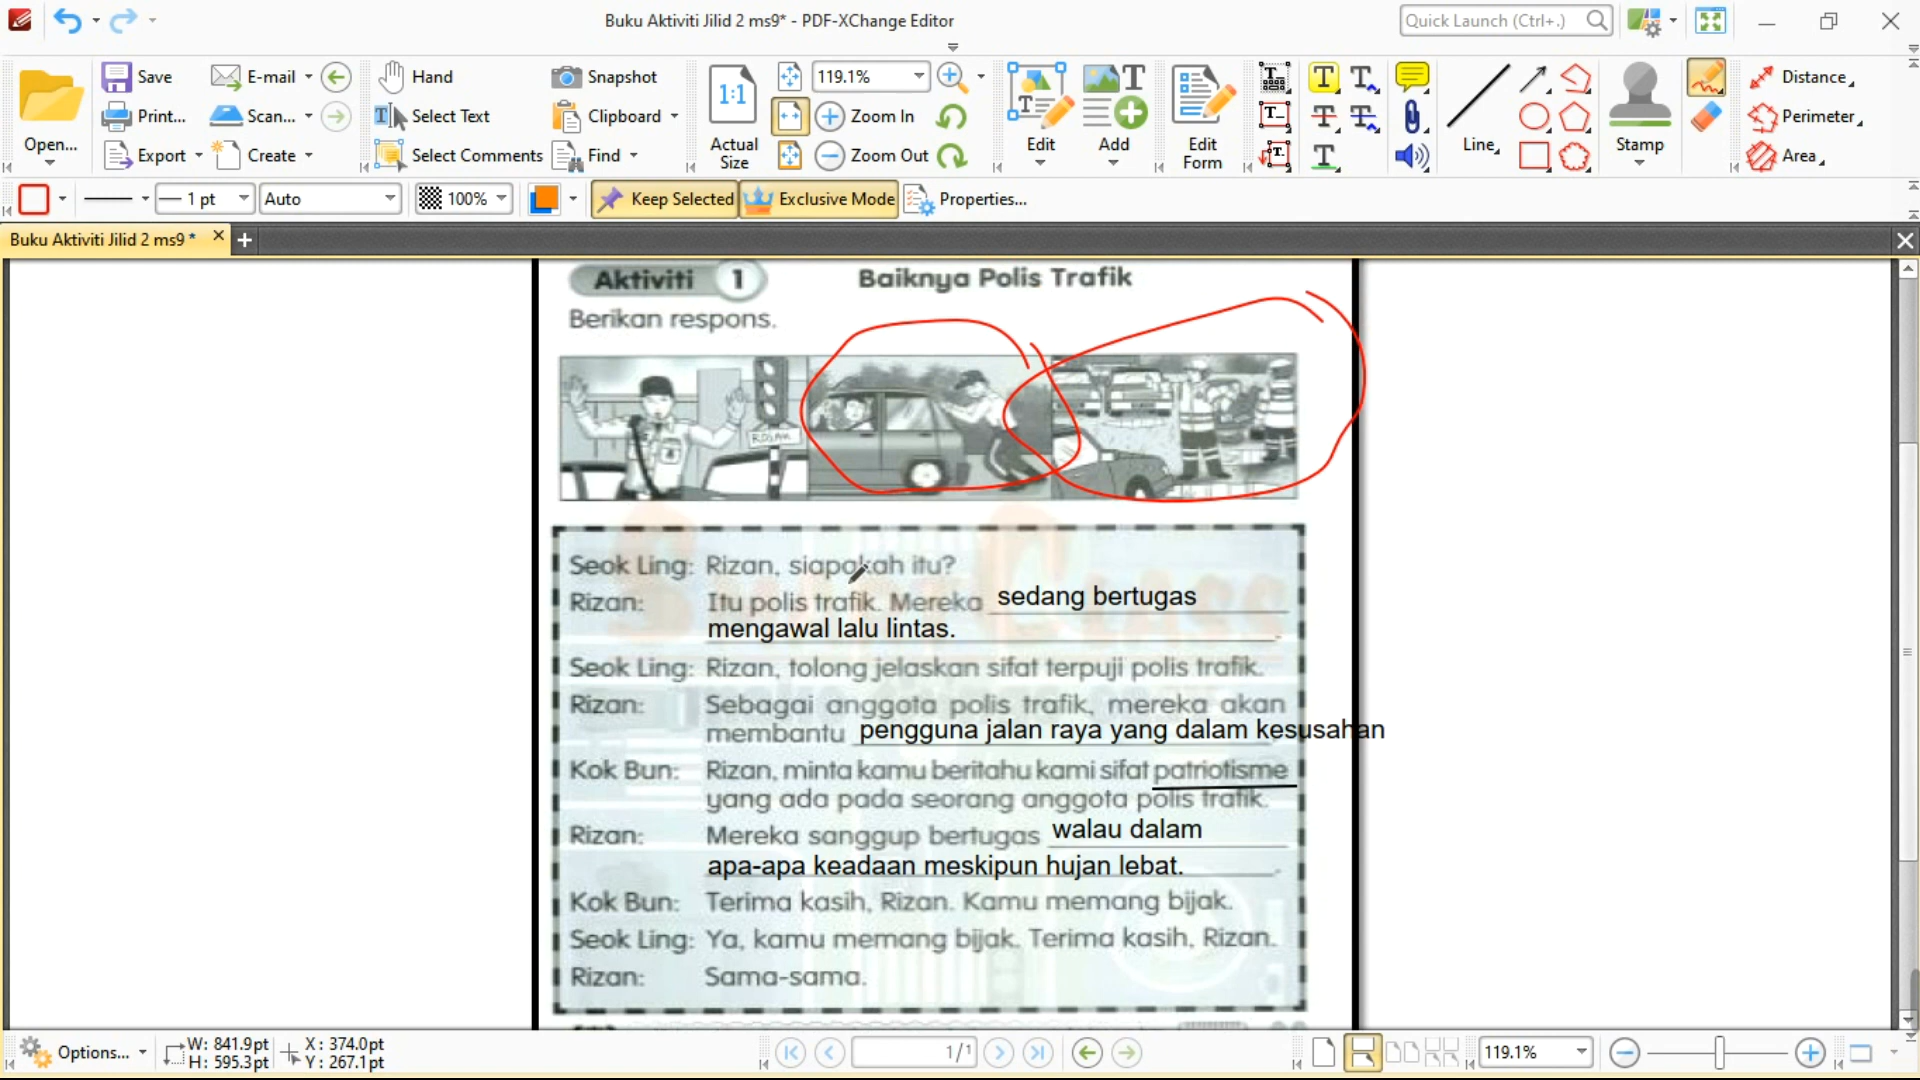 Buku Aktiviti Jilid 2 ms9* - PDF-XChange Editor
Quick Launch (Ctrl+.)
Open...
Save
E-mail
Print...
Scan...
Export
Create
Hand
Select Text
Select Comments
Snapshot
Clipboard
Find
1:1
Actual Size
119.1%
Zoom In
Zoom Out
Edit
Add
Edit Form
Line
Stamp
Distance
Perimeter
Area
1 pt
Auto
100%
Keep Selected
Exclusive Mode
Properties...
Buku Aktiviti Jilid 2 ms9 *
Aktiviti 1
Baiknya Polis Trafik
Berikan respons.
Seok Ling: Rizan, siapakah itu?
Rizan: Itu polis trafik. Mereka sedang bertugas
mengawal lalu lintas.
Seok Ling: Rizan, tolong jelaskan sifat terpuji polis trafik.
Rizan: Sebagai anggota polis trafik, mereka akan
membantu pengguna jalan raya yang dalam kesusahan
Kok Bun: Rizan, minta kamu beritahu kami sifat patriotisme
yang ada pada seorang anggota polis trafik.
Rizan: Mereka sanggup bertugas walau dalam
apa-apa keadaan meskipun hujan lebat.
Kok Bun: Terima kasih, Rizan. Kamu memang bijak.
Seok Ling: Ya, kamu memang bijak. Terima kasih, Rizan.
Rizan: Sama-sama.
Options...
W: 841.9pt
H: 595.3pt
X: 374.0pt
Y: 267.1pt
1/1
119.1%